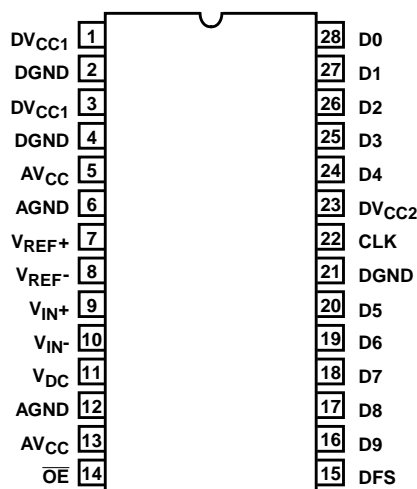 DVCC1 1 28 D0
DGND 2 27 D1
DVCC1 3 26 D2
DGND 4 25 D3
AVCC 5 24 D4
AGND 6 23 DVCC2
VREF+ 7 22 CLK
VREF- 8 21 DGND
VIN+ 9 20 D5
VIN- 10 19 D6
VDC 11 18 D7
AGND 12 17 D8
AVCC 13 16 D9
O̅E̅ 14 15 DFS